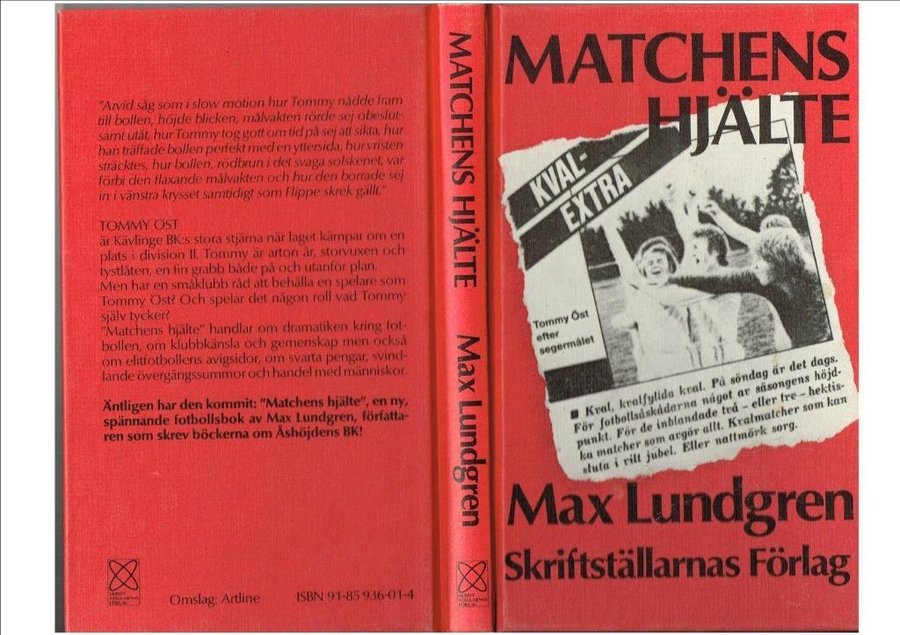 "Arvid såg som i slow motion hur Tommy nådde fram
till bollen, höjde blicken, målvakten rörde sej obeslut-
samt utåt, hur Tommy tog gott om tid på sej att sikta, hur
han träffade bollen perfekt med en yttersida, hur vristen
sträcktes, hur bollen, rödbrun i det svaga solskenet, var
förbi den flaxande målvakten och hur den borrade sej
in i vänstra krysset samtidigt som Flippe skrek gällt."
TOMMY ÖST
är Kävlinge BK:s stora stjärna när laget kämpar om en
plats i division II. Tommy är arton år, storvuxen och
tystlåten, en fin grabb både på och utanför plan.
Men har en småklubb råd att behålla en spelare som
Tommy Öst? Och spelar det någon roll vad Tommy
själv tycker?
"Matchens hjälte" handlar om dramatiken kring fot-
bollen, om klubbkänsla och gemenskap men också
om elitfotbollens avigsidor, om svarta pengar, svind-
lande övergångssummor och handel med människor.
Äntligen har den kommit: "Matchens hjälte", en ny,
spännande fotbollsbok av Max Lundgren, författa-
ren som skrev böckerna om Åshöjdens BK!
SKRIFT
STÄLLARNAS
FÖRLAG
Omslag: Artline
ISBN 91-85 936-01-4
MATCHENS HJÄLTE
Max Lundgren
SKRIFT
STÄLLARNAS
FÖRLAG
MATCHENS
HJÄLTE
KVAL-
EXTRA
Tommy Öst
efter
segermålet
Kval, kvalfyllda kval. På söndag är det dags.
För fotbollsåskådarna något av säsongens höjd-
punkt. För de inblandade två – eller tre – hektis-
ka matcher som avgör allt. Kvalmatcher som kan
sluta i vilt jubel. Eller nattmörk sorg.
Max Lundgren
Skriftställarnas Förlag